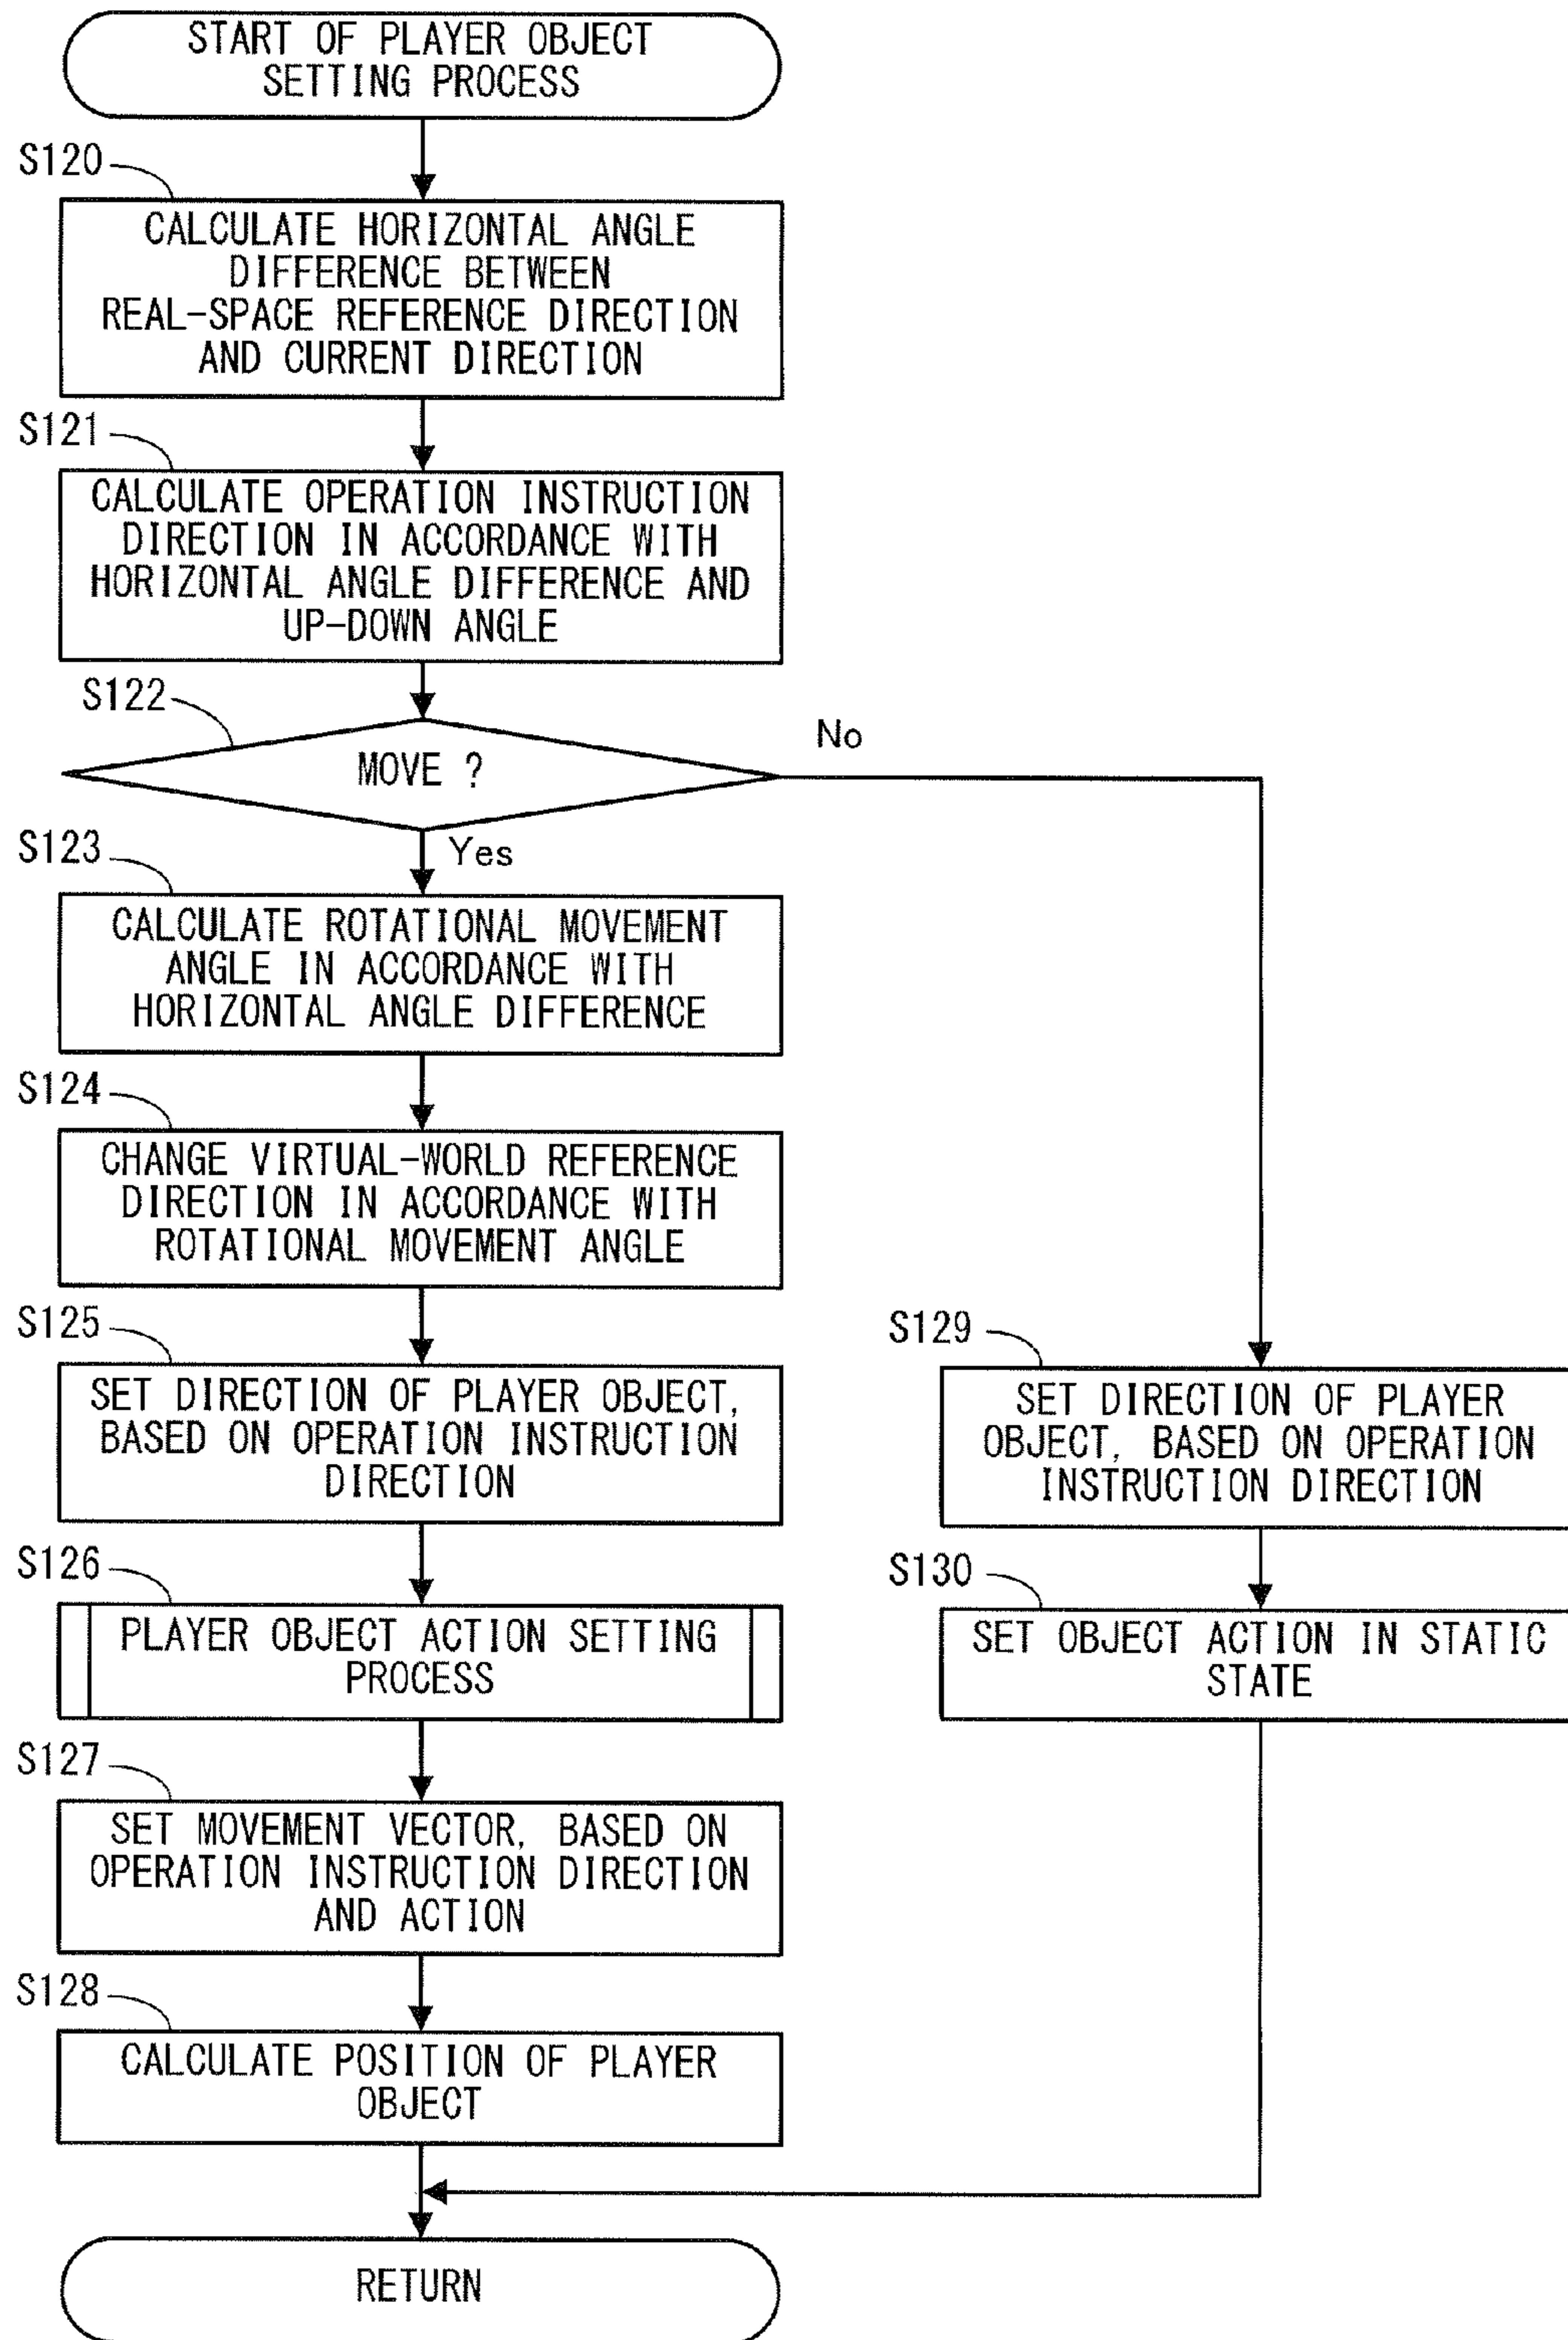 START OF PLAYER OBJECT
SETTING PROCESS
S120
CALCULATE HORIZONTAL ANGLE
DIFFERENCE BETWEEN
REAL-SPACE REFERENCE DIRECTION
AND CURRENT DIRECTION
S121
CALCULATE OPERATION INSTRUCTION
DIRECTION IN ACCORDANCE WITH
HORIZONTAL ANGLE DIFFERENCE AND
UP-DOWN ANGLE
S122
MOVE ?
No
Yes
S123
CALCULATE ROTATIONAL MOVEMENT
ANGLE IN ACCORDANCE WITH
HORIZONTAL ANGLE DIFFERENCE
S124
CHANGE VIRTUAL-WORLD REFERENCE
DIRECTION IN ACCORDANCE WITH
ROTATIONAL MOVEMENT ANGLE
S125
SET DIRECTION OF PLAYER OBJECT,
BASED ON OPERATION INSTRUCTION
DIRECTION
S126
PLAYER OBJECT ACTION SETTING
PROCESS
S127
SET MOVEMENT VECTOR, BASED ON
OPERATION INSTRUCTION DIRECTION
AND ACTION
S128
CALCULATE POSITION OF PLAYER
OBJECT
S129
SET DIRECTION OF PLAYER
OBJECT, BASED ON OPERATION
INSTRUCTION DIRECTION
S130
SET OBJECT ACTION IN STATIC
STATE
RETURN